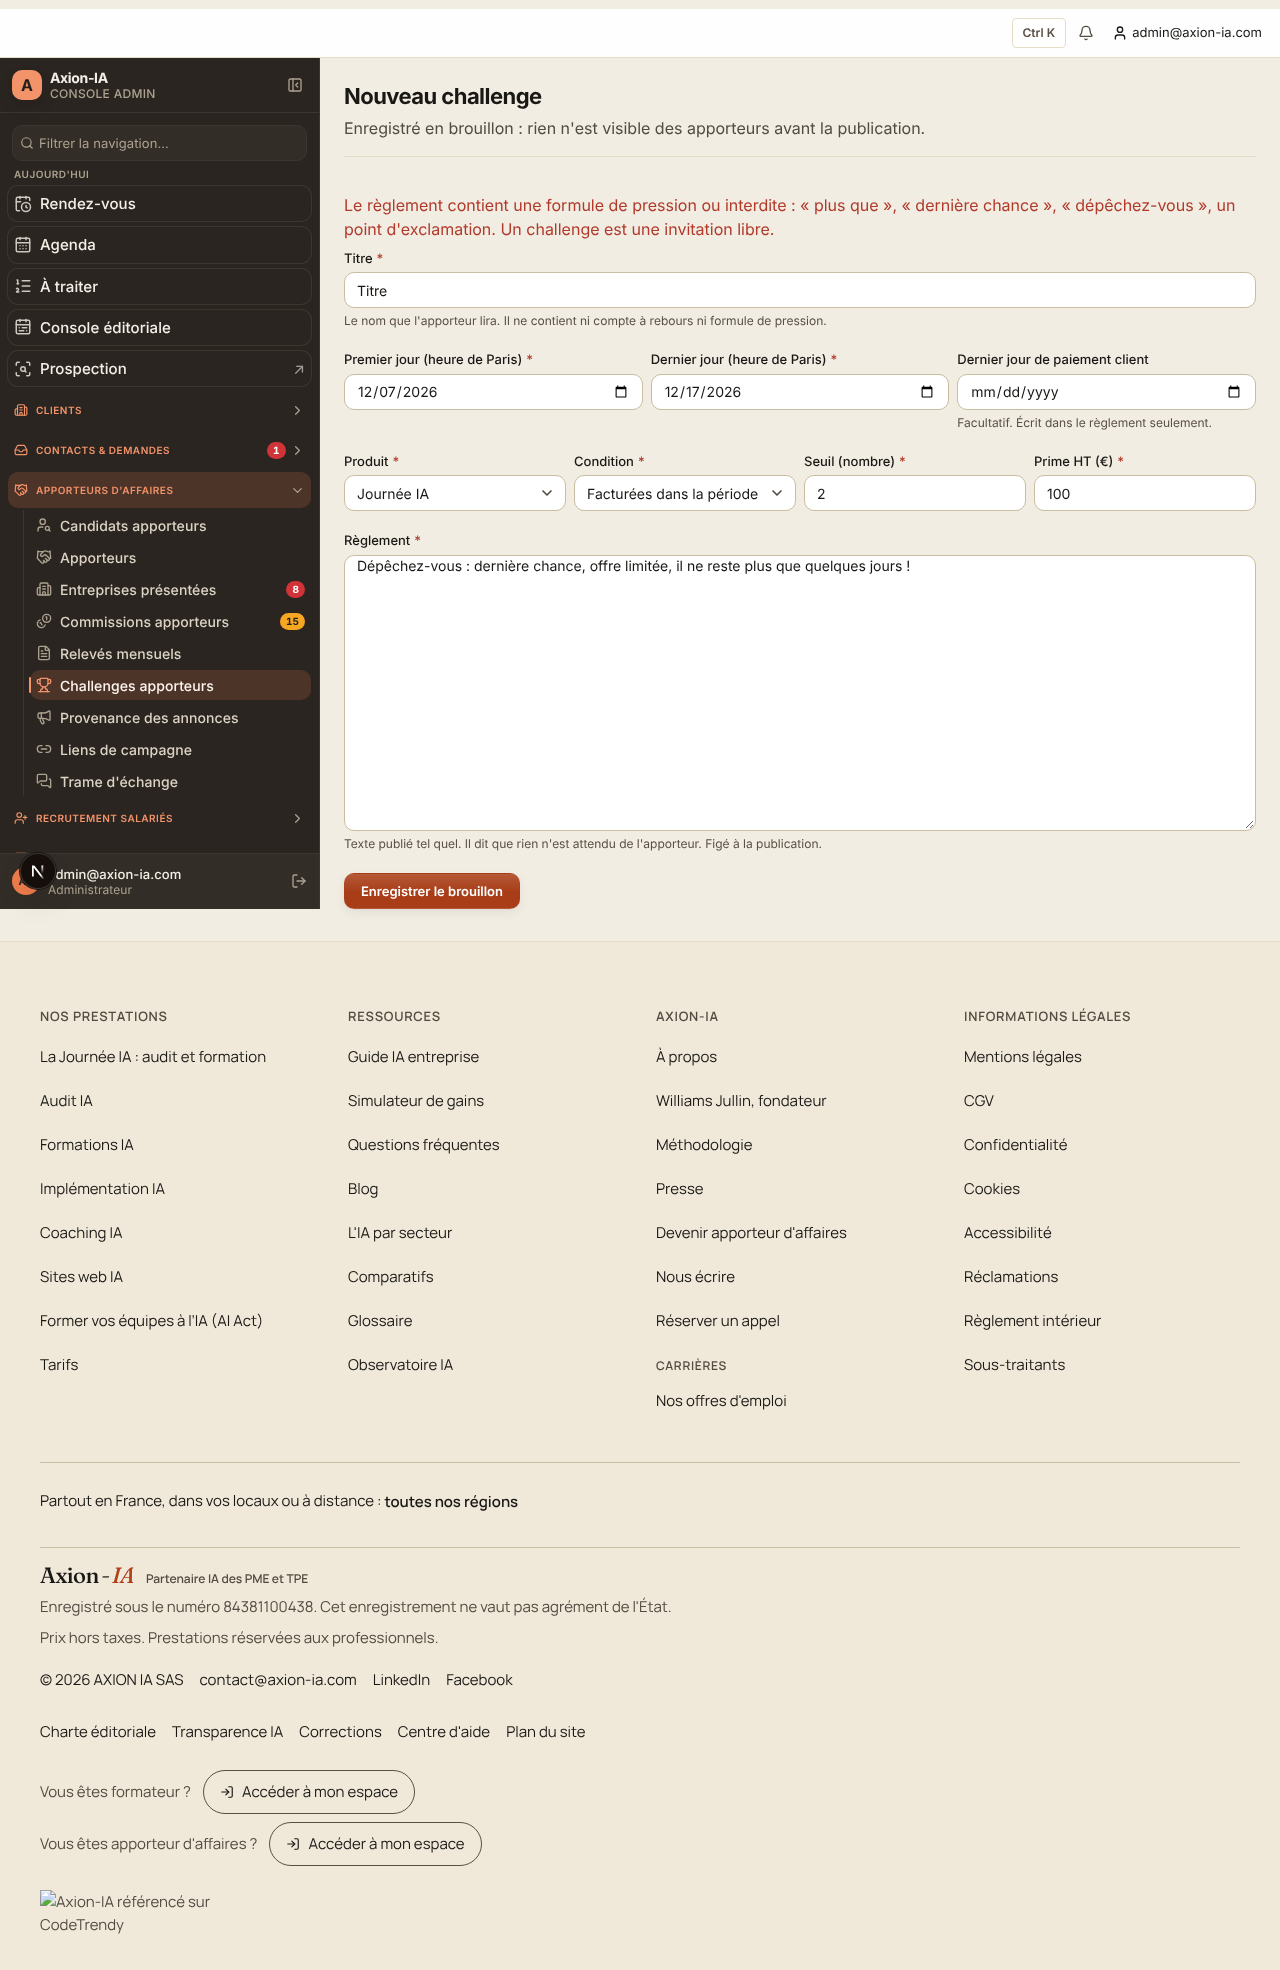 Ctrl K
admin@axion-ia.com
A
Axion-IA
CONSOLE ADMIN
Filtrer la navigation...
AUJOURD'HUI
Rendez-vous
Agenda
À traiter
Console éditoriale
Prospection
CLIENTS
CONTACTS & DEMANDES
1
APPORTEURS D'AFFAIRES
Candidats apporteurs
Apporteurs
Entreprises présentées
8
Commissions apporteurs
15
Relevés mensuels
Challenges apporteurs
Provenance des annonces
Liens de campagne
Trame d'échange
RECRUTEMENT SALARIÉS
N
dmin@axion-ia.com
Administrateur
Nouveau challenge
Enregistré en brouillon : rien n'est visible des apporteurs avant la publication.
Le règlement contient une formule de pression ou interdite : « plus que », « dernière chance », « dépêchez-vous », un
point d'exclamation. Un challenge est une invitation libre.
Titre *
Titre
Le nom que l'apporteur lira. Il ne contient ni compte à rebours ni formule de pression.
Premier jour (heure de Paris) *
Dernier jour (heure de Paris) *
Dernier jour de paiement client
12/07/2026
12/17/2026
mm/dd/yyyy
Facultatif. Écrit dans le règlement seulement.
Produit *
Condition *
Seuil (nombre) *
Prime HT (€) *
Journée IA
Facturées dans la période
2
100
Règlement *
Dépêchez-vous : dernière chance, offre limitée, il ne reste plus que quelques jours !
Texte publié tel quel. Il dit que rien n'est attendu de l'apporteur. Figé à la publication.
Enregistrer le brouillon
NOS PRESTATIONS
La Journée IA : audit et formation
Audit IA
Formations IA
Implémentation IA
Coaching IA
Sites web IA
Former vos équipes à l'IA (AI Act)
Tarifs
RESSOURCES
Guide IA entreprise
Simulateur de gains
Questions fréquentes
Blog
L'IA par secteur
Comparatifs
Glossaire
Observatoire IA
AXION-IA
À propos
Williams Jullin, fondateur
Méthodologie
Presse
Devenir apporteur d'affaires
Nous écrire
Réserver un appel
CARRIÈRES
Nos offres d'emploi
INFORMATIONS LÉGALES
Mentions légales
CGV
Confidentialité
Cookies
Accessibilité
Réclamations
Règlement intérieur
Sous-traitants
Partout en France, dans vos locaux ou à distance : toutes nos régions
Axion-IA Partenaire IA des PME et TPE
Enregistré sous le numéro 84381100438. Cet enregistrement ne vaut pas agrément de l'État.
Prix hors taxes. Prestations réservées aux professionnels.
© 2026 AXION IA SAS contact@axion-ia.com LinkedIn Facebook
Charte éditoriale Transparence IA Corrections Centre d'aide Plan du site
Vous êtes formateur ? Accéder à mon espace
Vous êtes apporteur d'affaires ? Accéder à mon espace
Axion-IA référencé sur
CodeTrendy